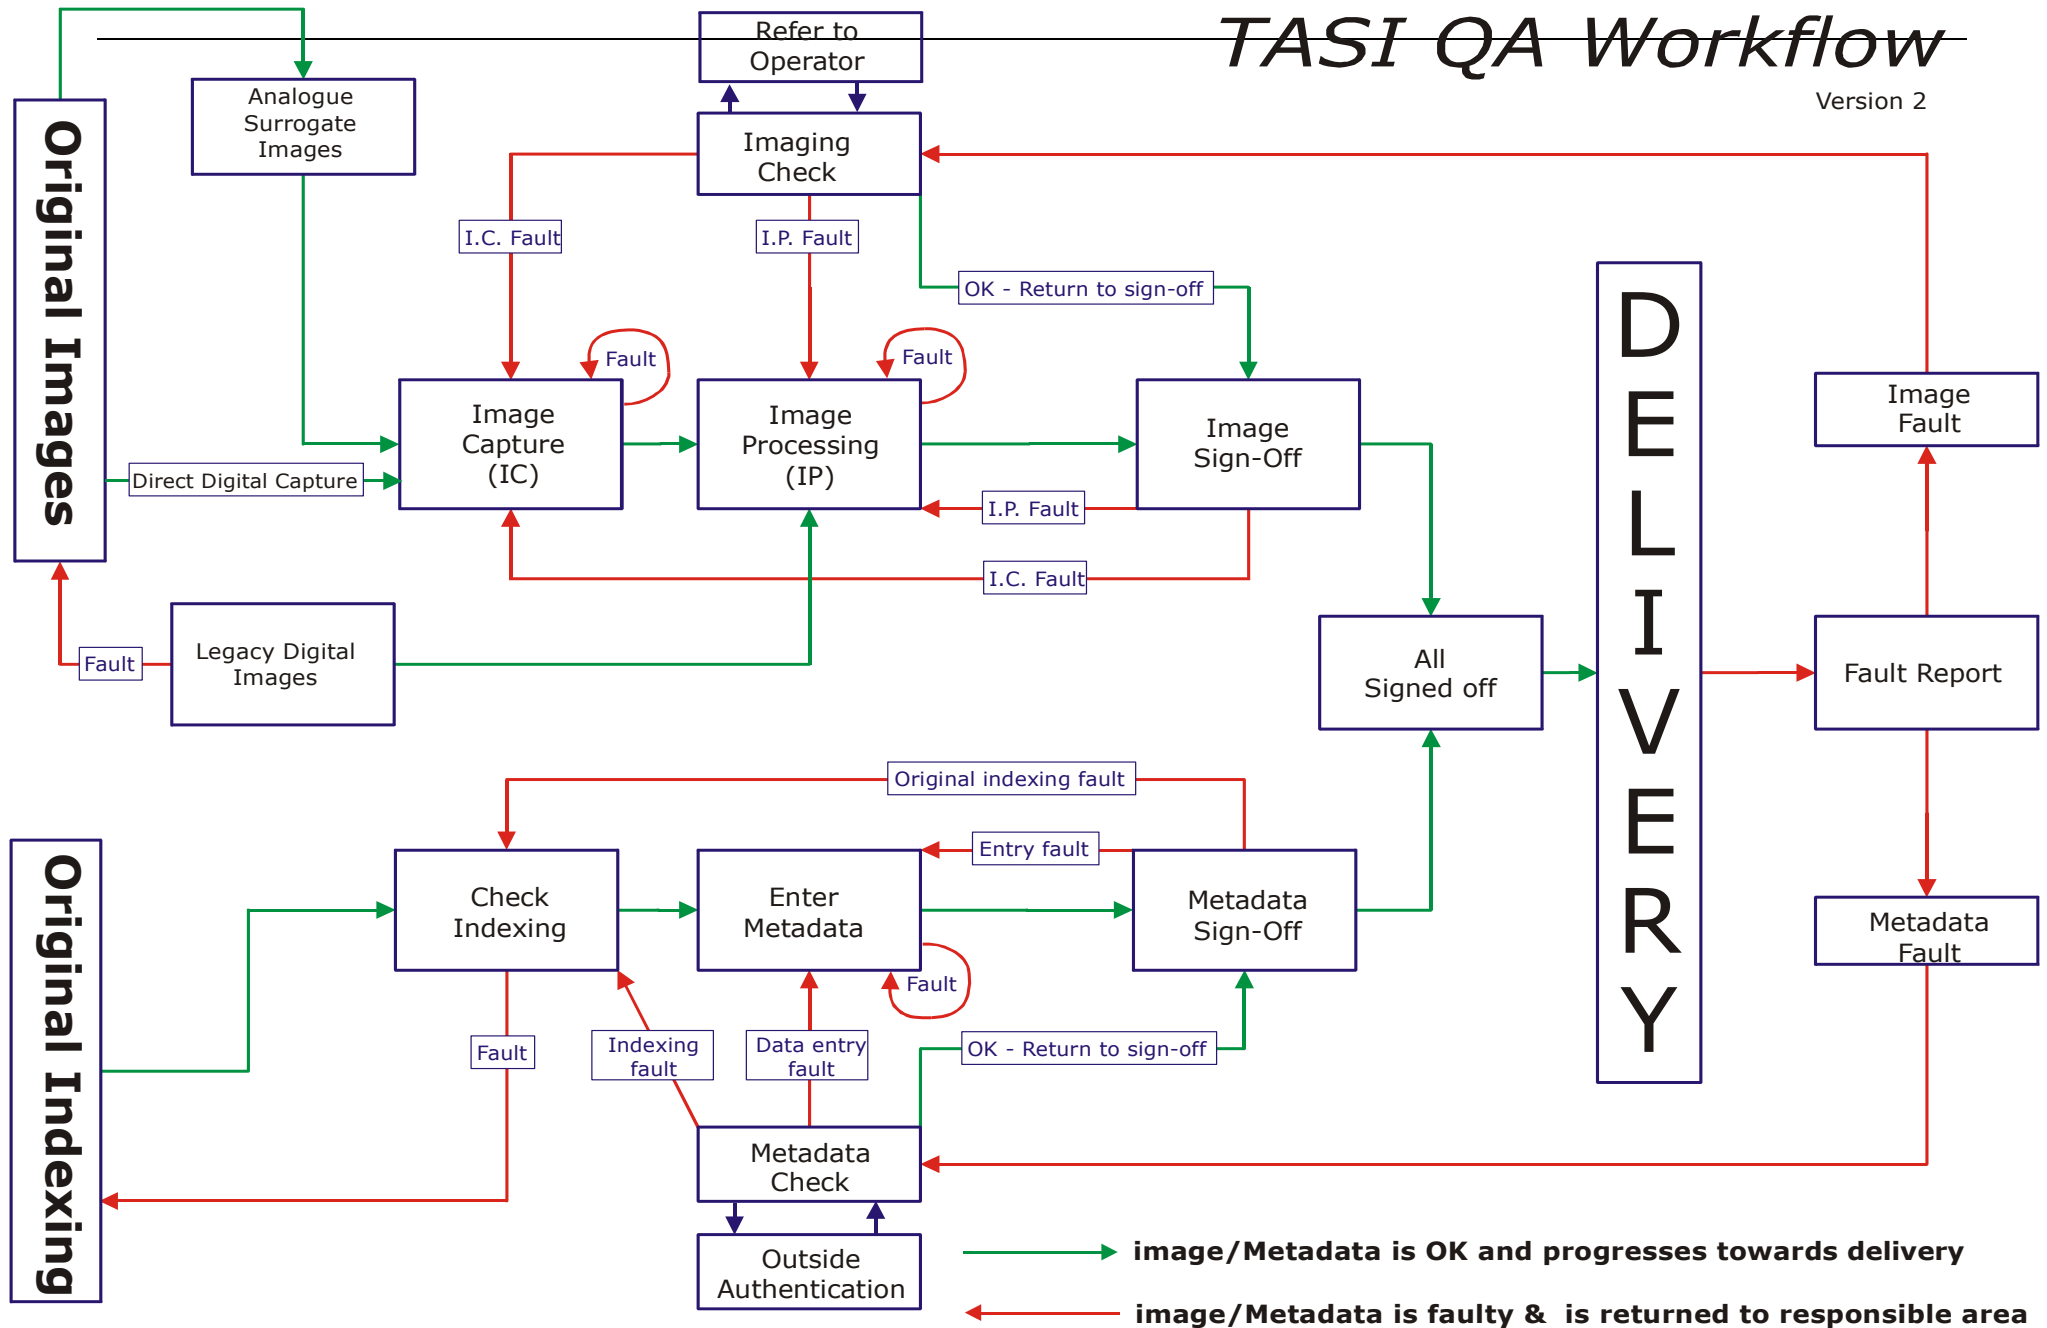 TASI QA Workflow
Version 2
Refer to
Operator
Analogue
Surrogate
Images
Imaging
Check
Original Images
I.C. Fault
I.P. Fault
OK - Return to sign-off
Fault
Fault
Image
Capture
(IC)
Image
Processing
(IP)
Image
Sign-Off
Direct Digital Capture
I.P. Fault
I.C. Fault
Fault
Legacy Digital
Images
All
Signed off
DELIVERY
Image
Fault
Fault Report
Metadata
Fault
Original indexing fault
Entry fault
Original Indexing
Check
Indexing
Enter
Metadata
Metadata
Sign-Off
Fault
Fault
Indexing
fault
Data entry
fault
OK - Return to sign-off
Metadata
Check
Outside
Authentication
image/Metadata is OK and progresses towards delivery
image/Metadata is faulty & is returned to responsible area